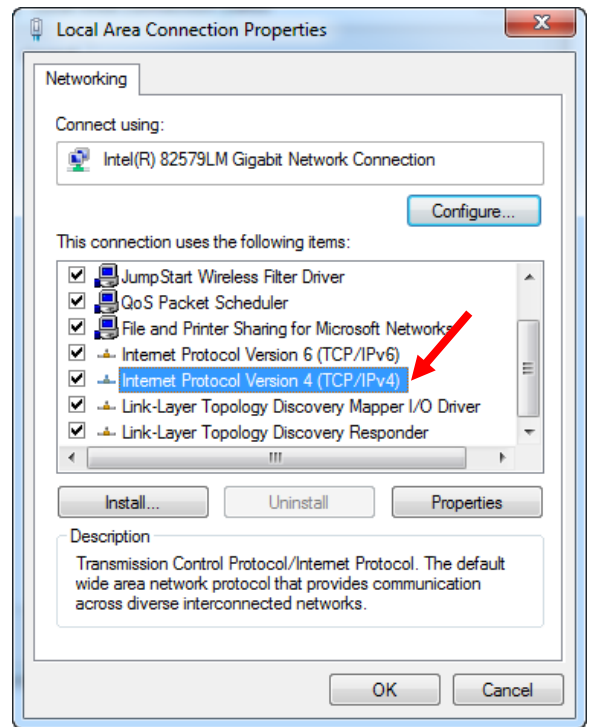 Local Area Connection Properties
Networking
Connect using:
Intel(R) 82579LM Gigabit Network Connection
Configure...
This connection uses the following items:
JumpStart Wireless Filter Driver
QoS Packet Scheduler
File and Printer Sharing for Microsoft Networks
Internet Protocol Version 6 (TCP/IPv6)
Internet Protocol Version 4 (TCP/IPv4)
Link-Layer Topology Discovery Mapper I/O Driver
Link-Layer Topology Discovery Responder
Install... Uninstall Properties
Description
Transmission Control Protocol/Internet Protocol. The default
wide area network protocol that provides communication
across diverse interconnected networks.
OK Cancel